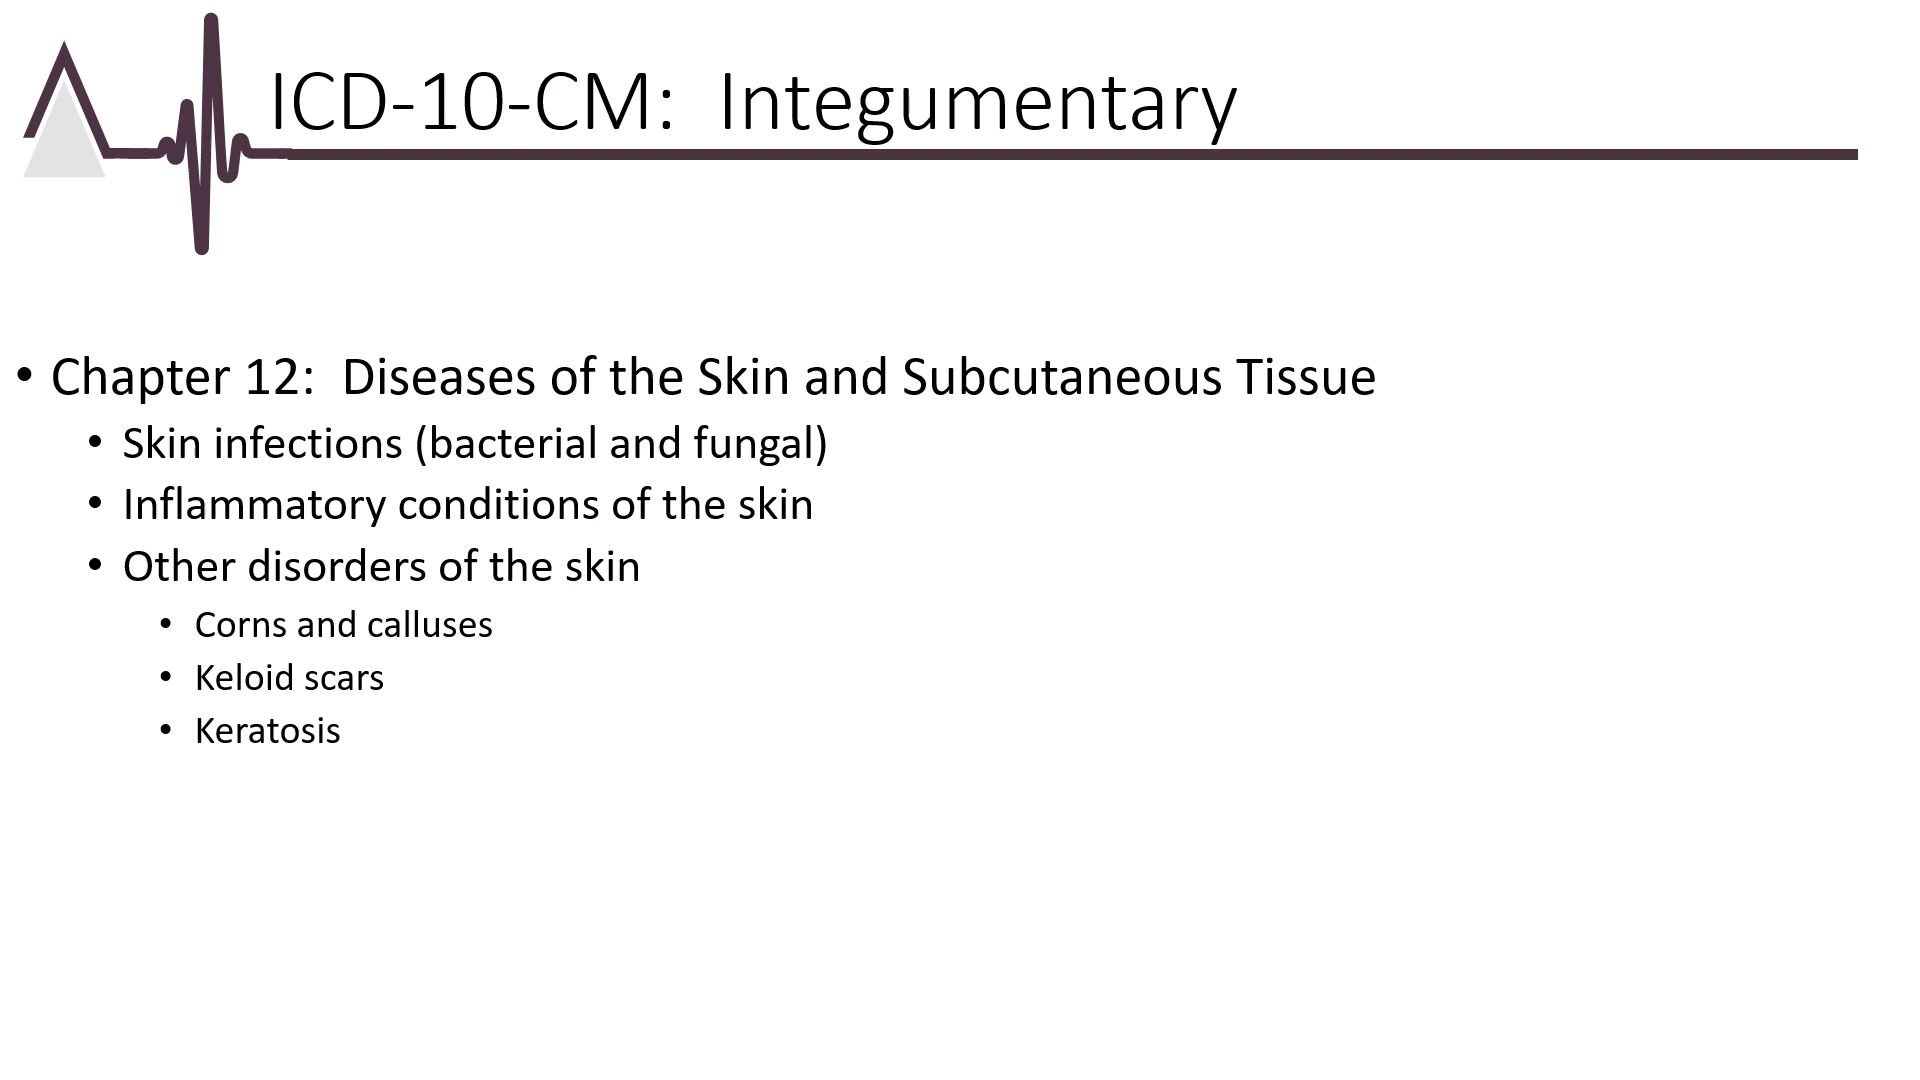 ICD-10-CM:  Integumentary
• Chapter 12:  Diseases of the Skin and Subcutaneous Tissue
• Skin infections (bacterial and fungal)
• Inflammatory conditions of the skin
• Other disorders of the skin
• Corns and calluses
• Keloid scars
• Keratosis